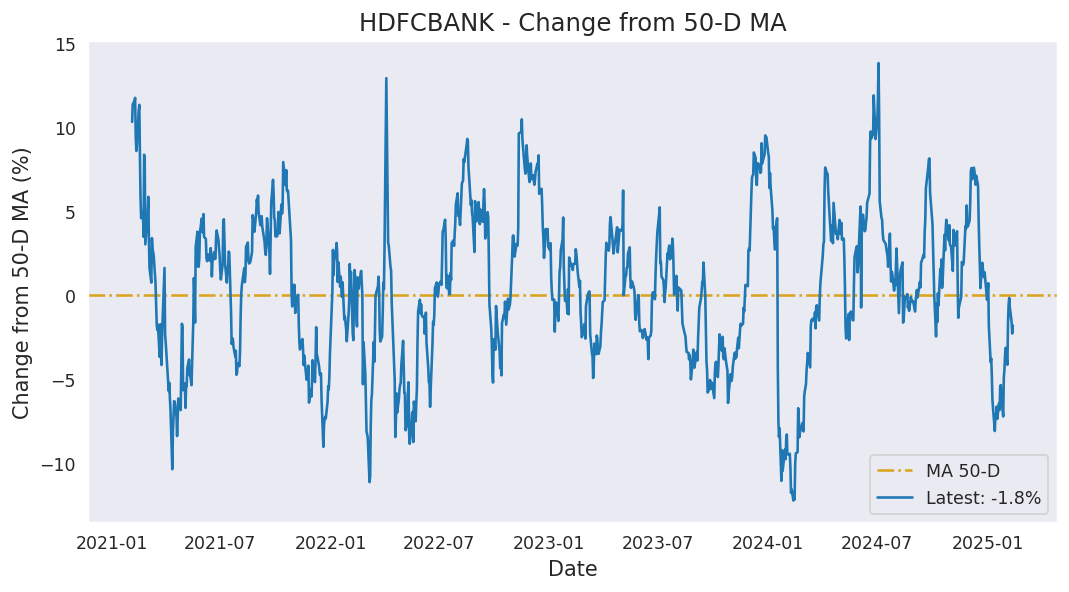 HDFCBANK - Change from 50-D MA
Change from 50-D MA (%)
15
10
5
0
−5
−10
MA 50-D
Latest: -1.8%
2021-01 2021-07 2022-01 2022-07 2023-01 2023-07 2024-01 2024-07 2025-01
Date